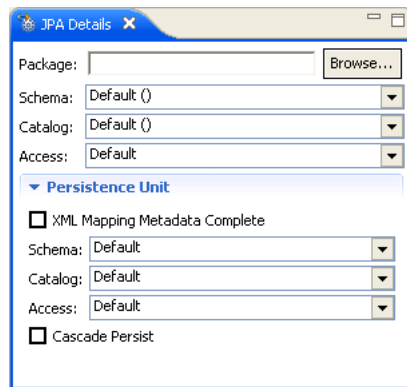 JPA Details
Package: Browse...
Schema: Default ()
Catalog: Default ()
Access: Default
Persistence Unit
XML Mapping Metadata Complete
Schema: Default
Catalog: Default
Access: Default
Cascade Persist